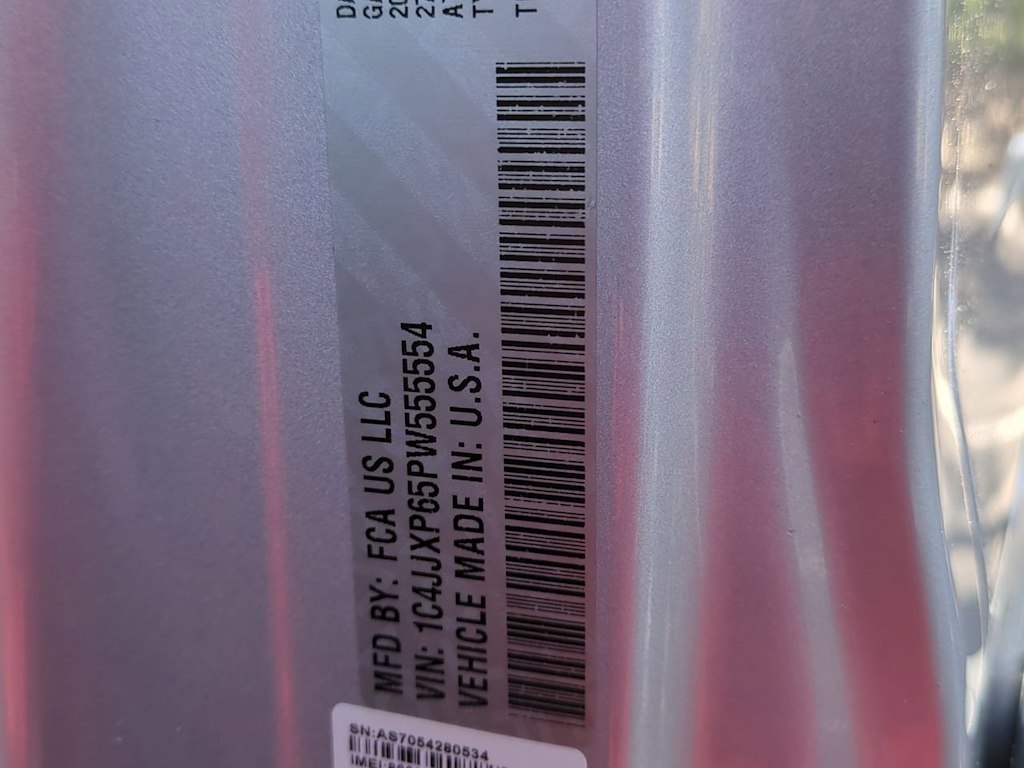 MFD BY: FCA US LLC
VIN: 1C4JJXP65PW555554
VEHICLE MADE IN: U.S.A.
SN:AS7054280534